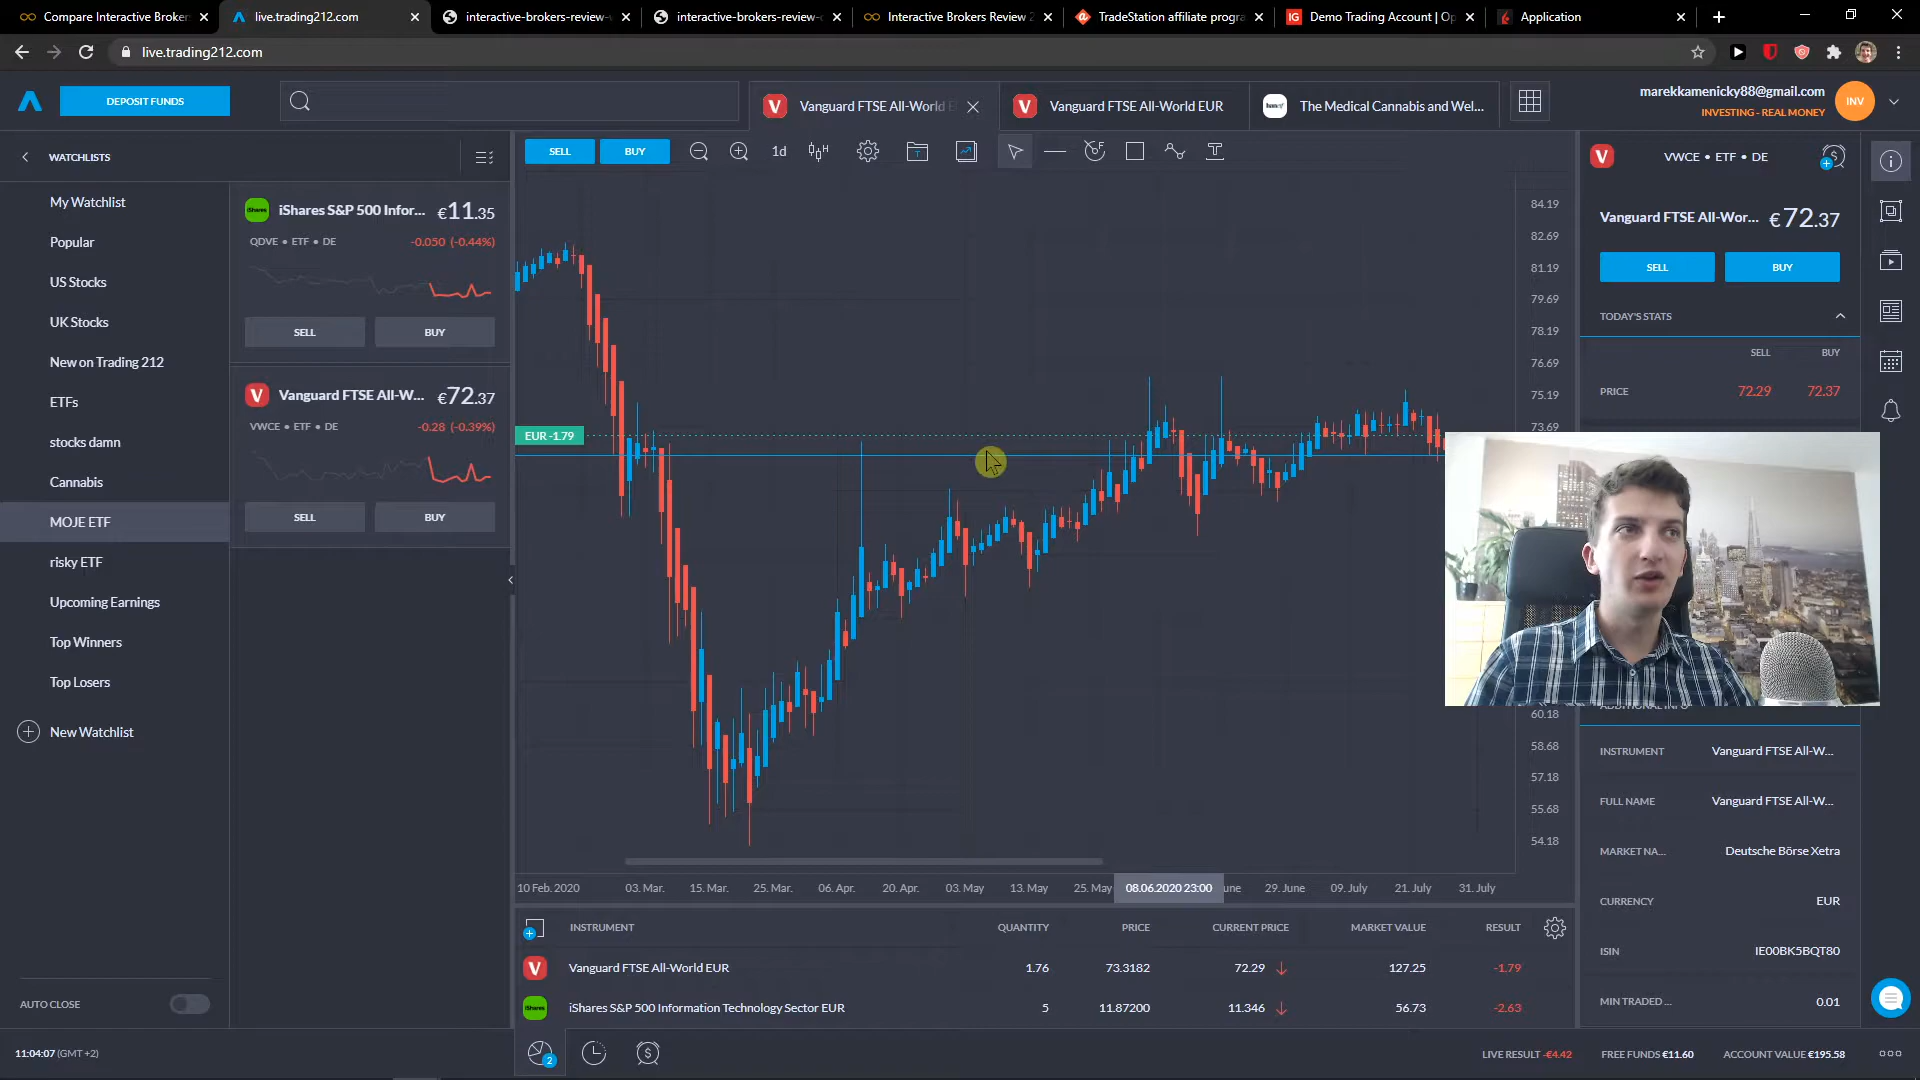 Compare Interactive Broker
live.trading212.com
interactive-brokers-review-
interactive-brokers-review-
Interactive Brokers Review 2
TradeStation affiliate progra
Demo Trading Account | Op
Application
live.trading212.com
DEPOSIT FUNDS
Vanguard FTSE All-World E
Vanguard FTSE All-World EUR
The Medical Cannabis and Wel...
marekkamenicky88@gmail.com
INVESTING - REAL MONEY
INV
WATCHLISTS
My Watchlist
Popular
US Stocks
UK Stocks
New on Trading 212
ETFs
stocks damn
Cannabis
MOJE ETF
risky ETF
Upcoming Earnings
Top Winners
Top Losers
New Watchlist
AUTO CLOSE
11:04:07 (GMT +2)
iShares S&P 500 Infor... €11.35
QDVE • ETF • DE -0.050 (-0.44%)
SELL BUY
Vanguard FTSE All-W... €72.37
VWCE • ETF • DE -0.28 (-0.39%)
SELL BUY
SELL BUY 1d
EUR -1.79
84.19
82.69
81.19
79.69
78.19
76.69
75.19
73.69
60.18
58.68
57.18
55.68
54.18
10 Feb. 2020 03. Mar. 15. Mar. 25. Mar. 06. Apr. 20. Apr. 03. May 13. May 25. May 08.06.2020 23:00 une 29. June 09. July 21. July 31. July
INSTRUMENT QUANTITY PRICE CURRENT PRICE MARKET VALUE RESULT
Vanguard FTSE All-World EUR 1.76 73.3182 72.29 127.25 -1.79
iShares S&P 500 Information Technology Sector EUR 5 11.87200 11.346 56.73 -2.63
2
VWCE • ETF • DE
Vanguard FTSE All-Wor... €72.37
SELL BUY
TODAY'S STATS
SELL BUY
PRICE 72.29 72.37
ADDITIONAL INFO
INSTRUMENT Vanguard FTSE All-W...
FULL NAME Vanguard FTSE All-W...
MARKET NA... Deutsche Börse Xetra
CURRENCY EUR
ISIN IE00BK5BQT80
MIN TRADED ... 0.01
LIVE RESULT -€4.42 FREE FUNDS €11.60 ACCOUNT VALUE €195.58